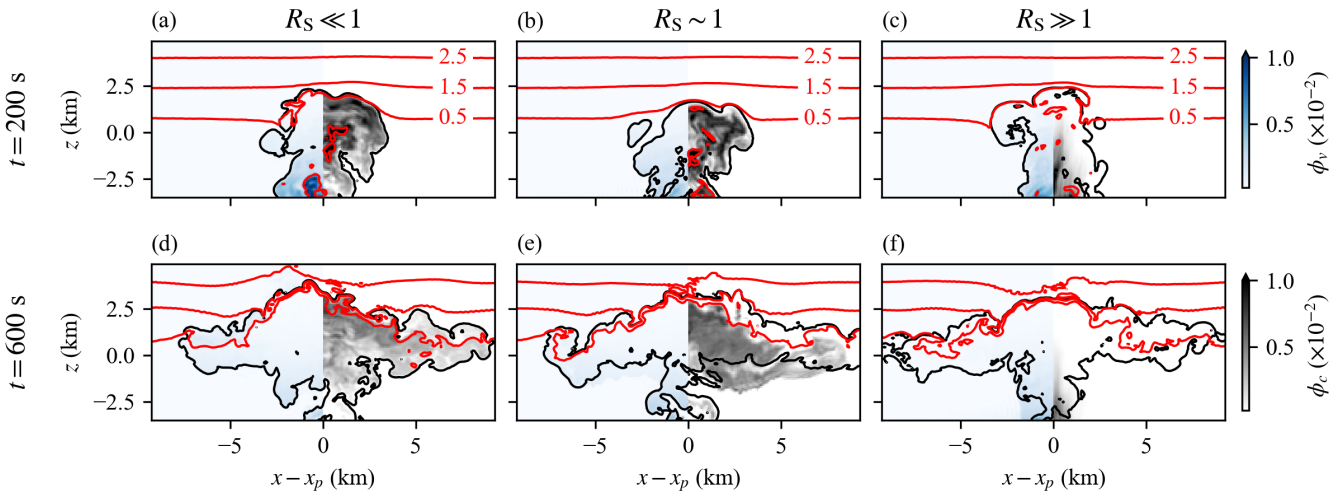 (a) R_S ≪ 1 (b) R_S ∼ 1 (c) R_S ≫ 1
t = 200 s
z (km)
2.5
0.0
−2.5
2.5
1.5
0.5
2.5
1.5
0.5
2.5
1.5
0.5
1.0
0.5
ϕ_v (×10^{−2})
(d) (e) (f)
t = 600 s
z (km)
2.5
0.0
−2.5
1.0
0.5
ϕ_c (×10^{−2})
−5 0 5 −5 0 5 −5 0 5
x − x_p (km) x − x_p (km) x − x_p (km)